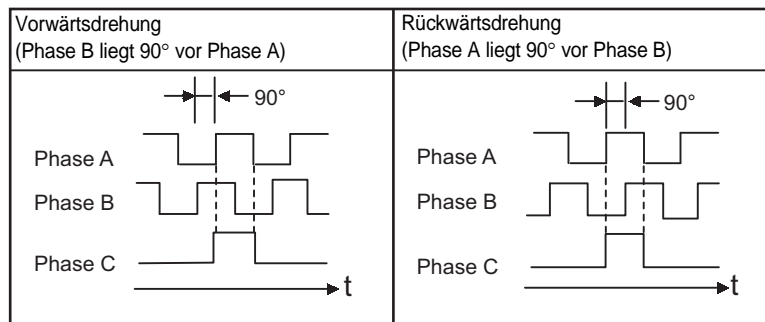 Vorwärtsdrehung
(Phase B liegt 90° vor Phase A)
90°
Phase A
Phase B
Phase C
t
Rückwärtsdrehung
(Phase A liegt 90° vor Phase B)
90°
Phase A
Phase B
Phase C
t